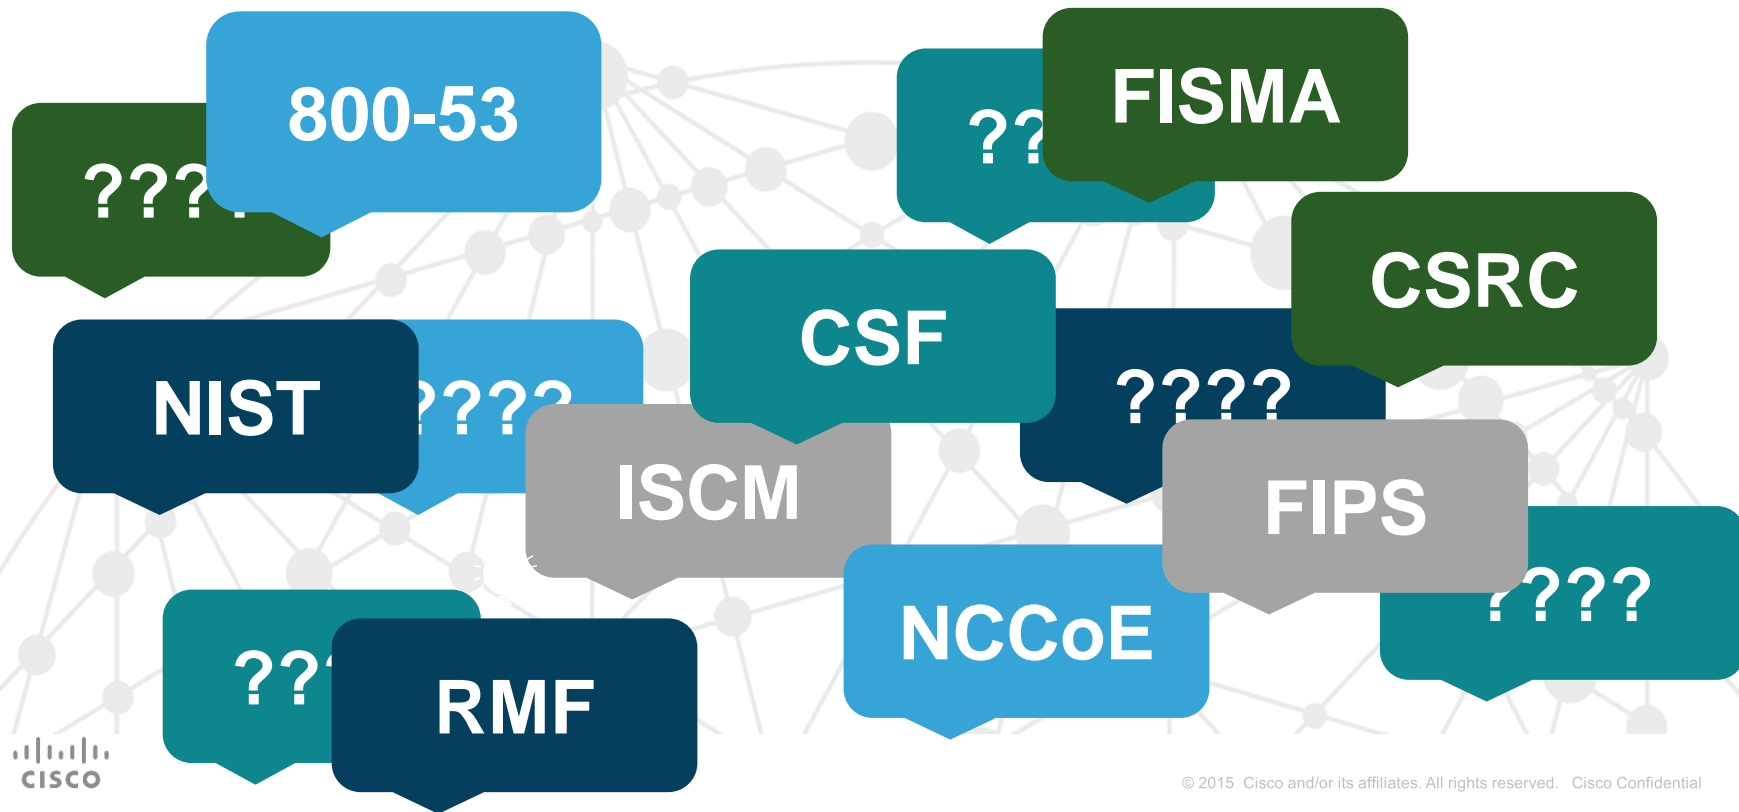 800-53
????
??
FISMA
CSRC
CSF
NIST
????
????
ISCM
FIPS
????
NCCoE
???
RMF
CISCO
© 2015 Cisco and/or its affiliates. All rights reserved. Cisco Confidential